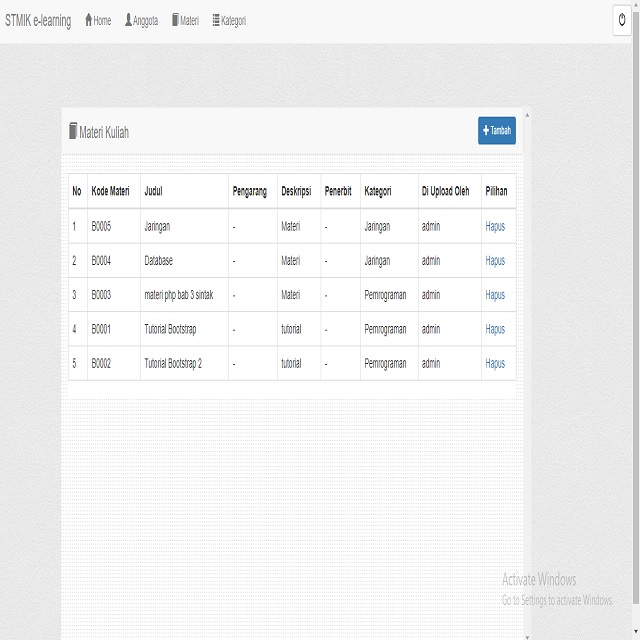 STMIK e-learning Home Anggota Materi Kategori
Materi Kuliah Tambah
No Kode Materi Judul Pengarang Deskripsi Penerbit Kategori Di Upload Oleh Pilihan
1 B0005 Jaringan - Materi - Jaringan admin Hapus
2 B0004 Database - Materi - Jaringan admin Hapus
3 B0003 materi php bab 3 sintak - Materi - Pemrograman admin Hapus
4 B0001 Tutorial Bootstrap - tutorial - Pemrograman admin Hapus
5 B0002 Tutorial Bootstrap 2 - tutorial - Pemrograman admin Hapus
Activate Windows
Go to Settings to activate Windows.